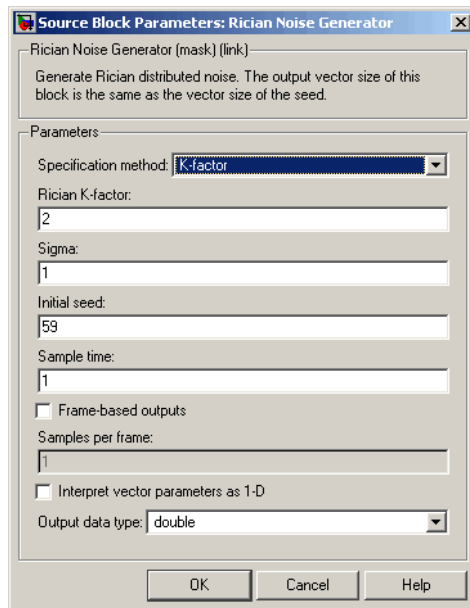 Source Block Parameters: Rician Noise Generator
Rician Noise Generator (mask) (link)
Generate Rician distributed noise. The output vector size of this
block is the same as the vector size of the seed.
Parameters
Specification method: K-factor
Rician K-factor:
2
Sigma:
1
Initial seed:
59
Sample time:
1
Frame-based outputs
Samples per frame:
1
Interpret vector parameters as 1-D
Output data type: double
OK Cancel Help